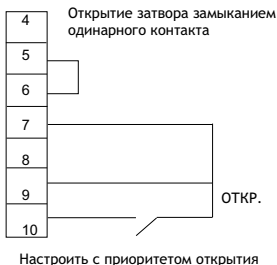 4
Открытие затвора замыканием
одинарного контакта
5
6
7
8
9
ОТКР.
10
Настроить с приоритетом открытия